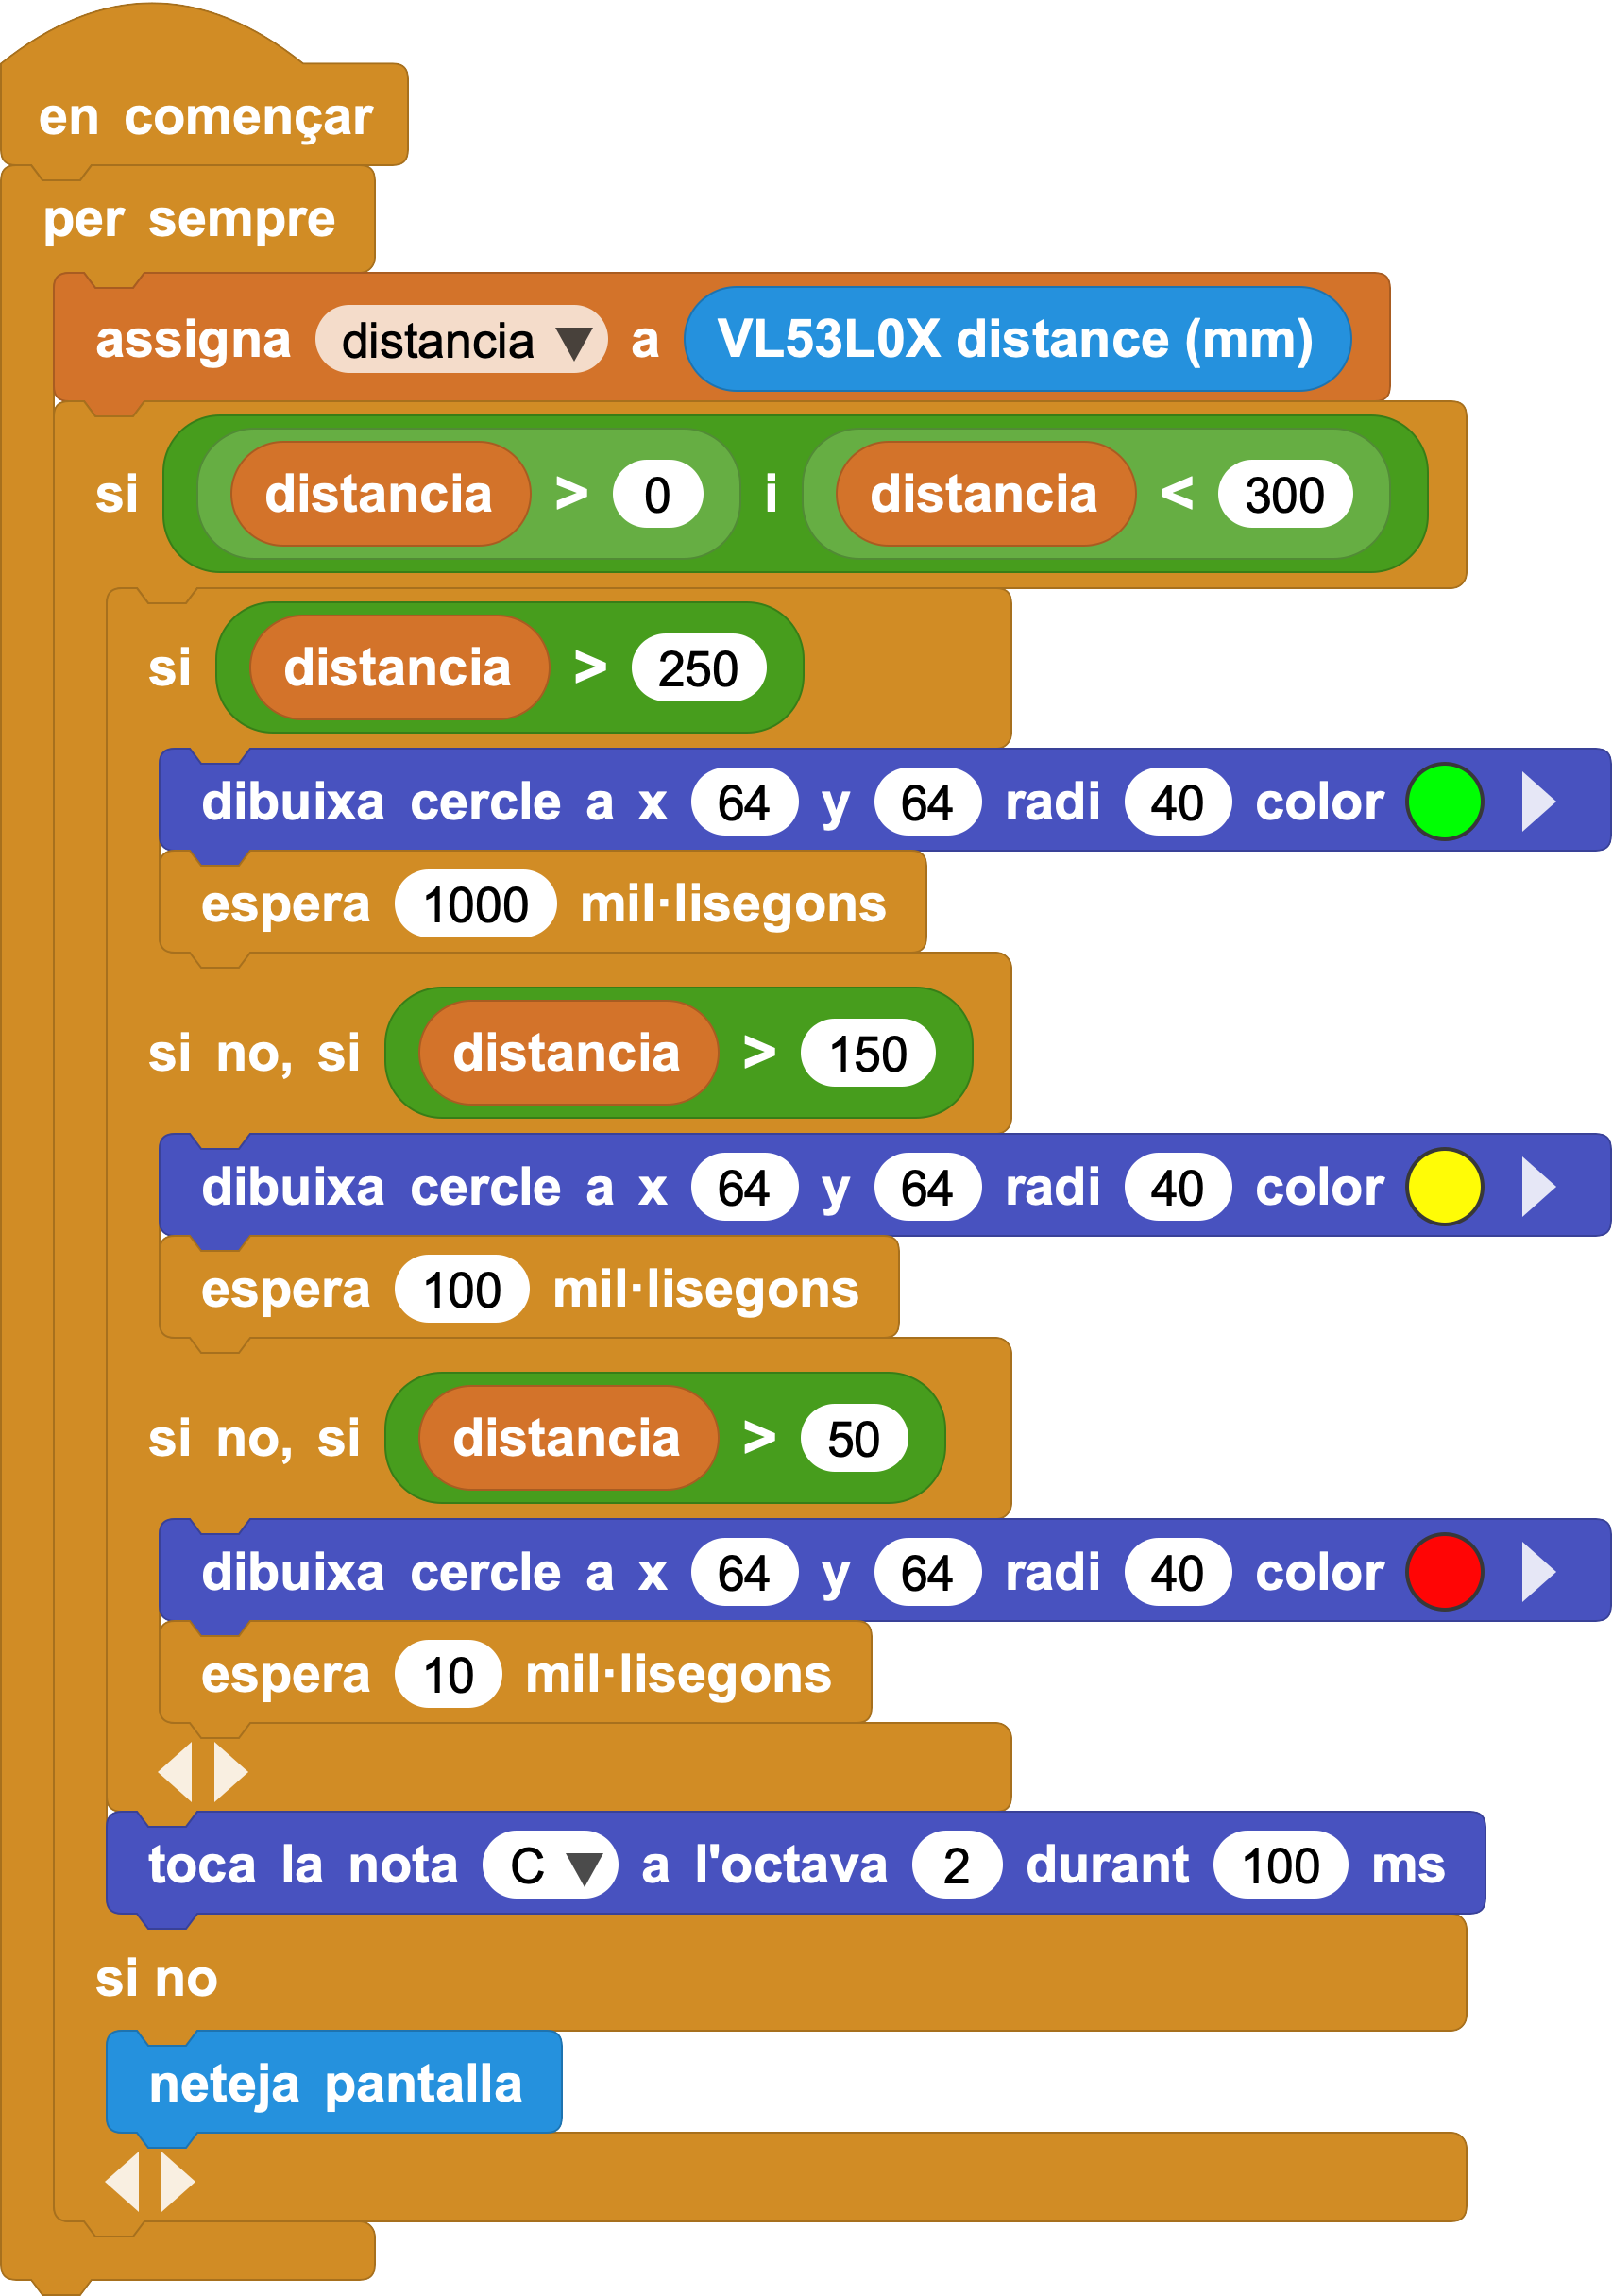 en començar
per sempre
assigna distancia ▼ a VL53L0X distance (mm)
si distancia > 0 i distancia < 300
si distancia > 250
dibuixa cercle a x 64 y 64 radi 40 color
espera 1000 mil·lisegons
si no, si distancia > 150
dibuixa cercle a x 64 y 64 radi 40 color
espera 100 mil·lisegons
si no, si distancia > 50
dibuixa cercle a x 64 y 64 radi 40 color
espera 10 mil·lisegons
toca la nota C ▼ a l'octava 2 durant 100 ms
si no
neteja pantalla